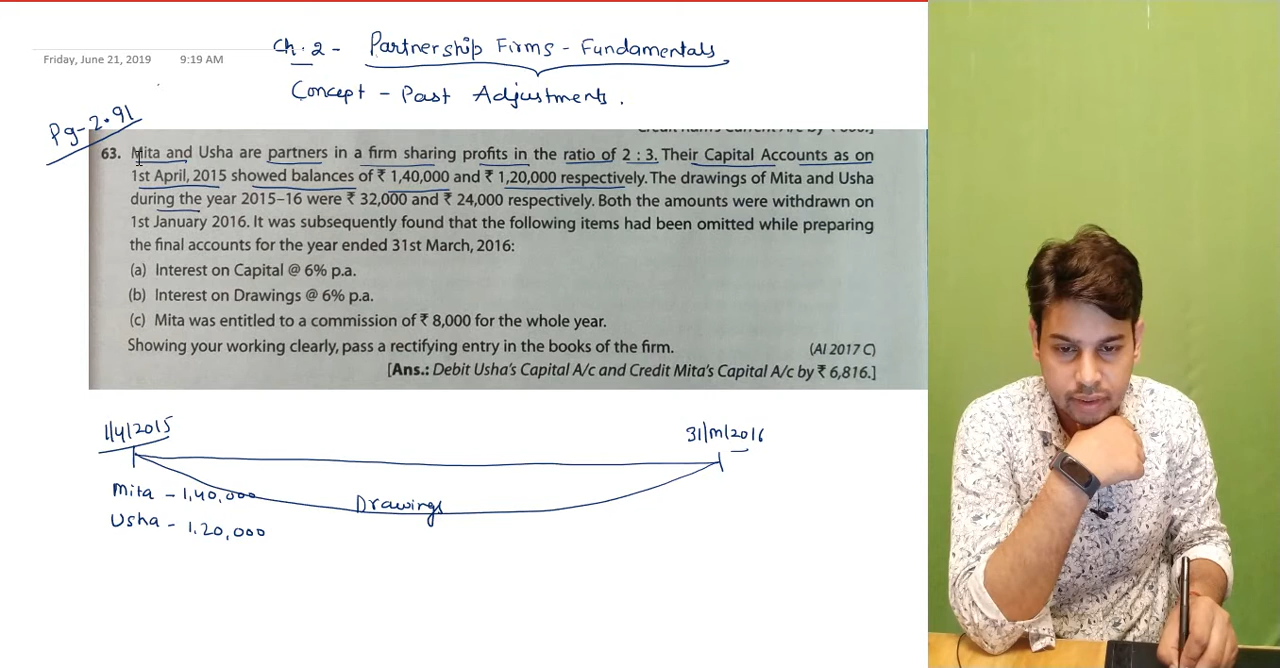 Friday, June 21, 2019 9:19 AM
Ch. 2 - Partnership Firms - Fundamentals
Concept - Past Adjustments.
Pg-2.91
63. Mita and Usha are partners in a firm sharing profits in the ratio of 2 : 3. Their Capital Accounts as on
1st April, 2015 showed balances of ₹ 1,40,000 and ₹ 1,20,000 respectively. The drawings of Mita and Usha
during the year 2015–16 were ₹ 32,000 and ₹ 24,000 respectively. Both the amounts were withdrawn on
1st January 2016. It was subsequently found that the following items had been omitted while preparing
the final accounts for the year ended 31st March, 2016:
(a) Interest on Capital @ 6% p.a.
(b) Interest on Drawings @ 6% p.a.
(c) Mita was entitled to a commission of ₹ 8,000 for the whole year.
Showing your working clearly, pass a rectifying entry in the books of the firm. (AI 2017 C)
[Ans.: Debit Usha's Capital A/c and Credit Mita's Capital A/c by ₹ 6,816.]
1/4/2015
31/m/2016
Mita - 1,40,000
Drawings
Usha - 1,20,000